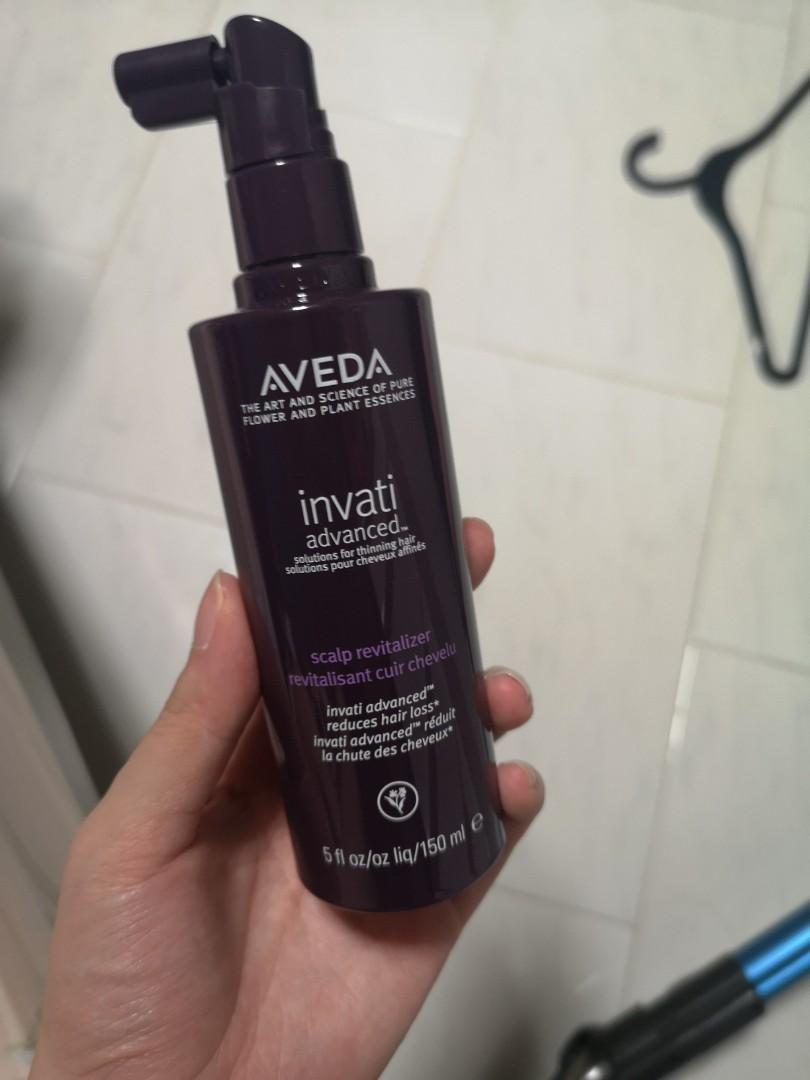 AVEDA
THE ART AND SCIENCE OF PURE
FLOWER AND PLANT ESSENCES
invati
advanced™
solutions for thinning hair
solutions pour cheveux affinés
scalp revitalizer
revitalisant cuir chevelu
invati advanced™
reduces hair loss*
invati advanced™ réduit
la chute des cheveux*
5 fl oz/oz liq/150 ml ℮